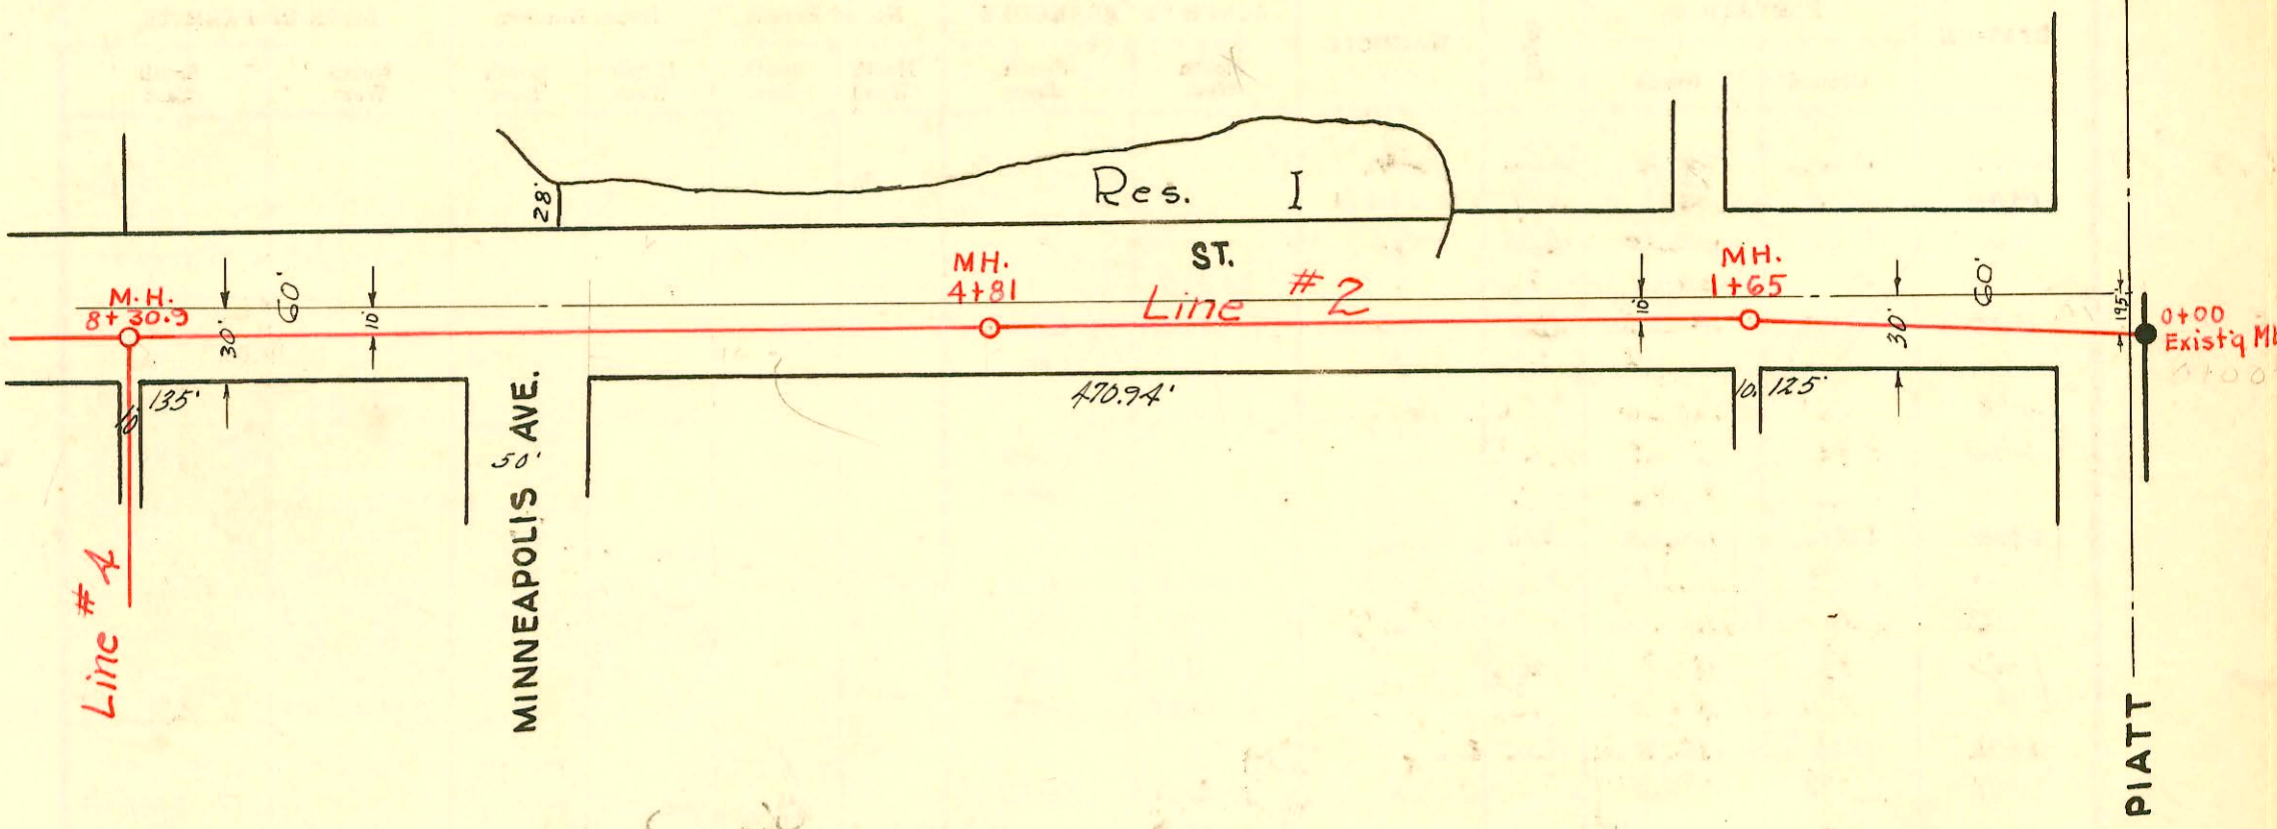 Res. I
28'
ST.
M.H.
8+30.9
60'
30'
10'
MH.
4+81
Line #2
10'
MH.
1+65
60'
30'
19.5'
0+00
Exist'g MH
135'
10'
50'
470.94'
10'
125'
MINNEAPOLIS AVE.
Line #4
PIATT